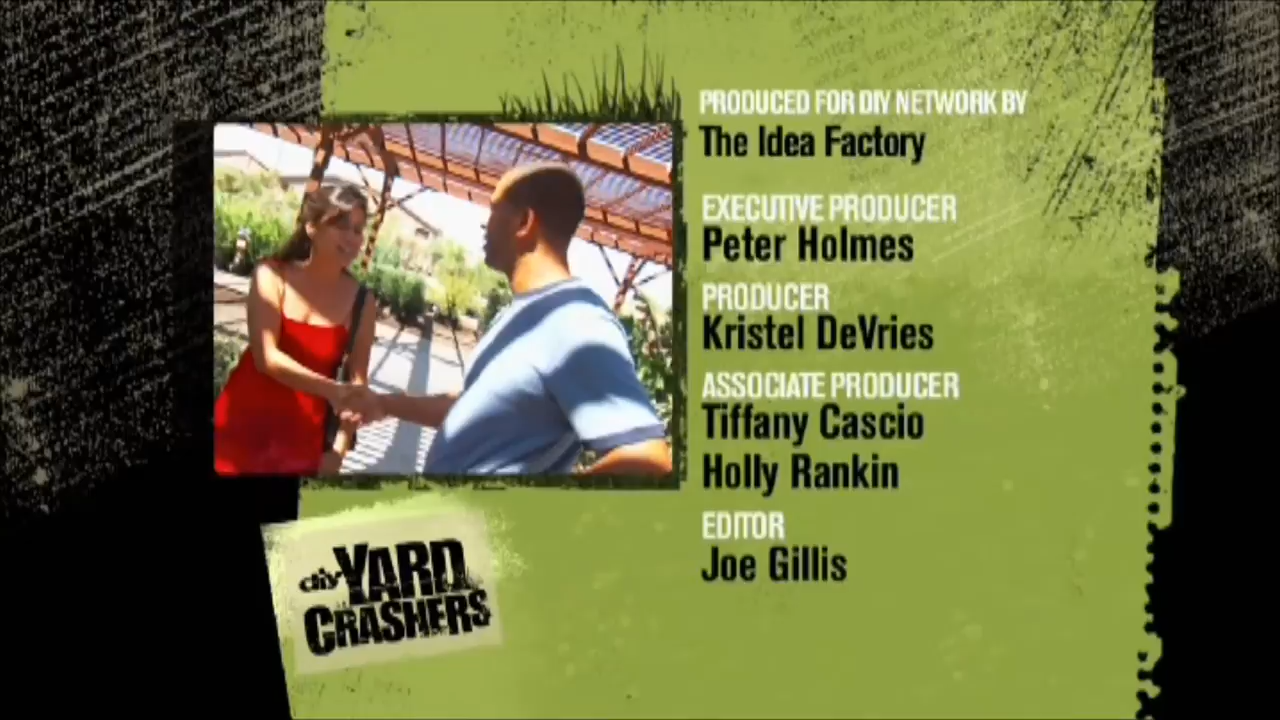 PRODUCED FOR DIY NETWORK BY
The Idea Factory
EXECUTIVE PRODUCER
Peter Holmes
PRODUCER
Kristel DeVries
ASSOCIATE PRODUCER
Tiffany Cascio
Holly Rankin
EDITOR
Joe Gillis
diy YARD
CRASHERS